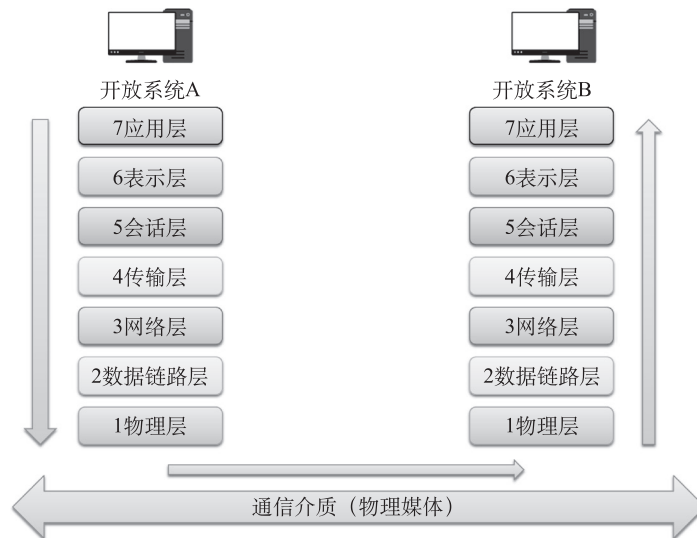 开放系统A
开放系统B
7应用层
7应用层
6表示层
6表示层
5会话层
5会话层
4传输层
4传输层
3网络层
3网络层
2数据链路层
2数据链路层
1物理层
1物理层
通信介质（物理媒体）